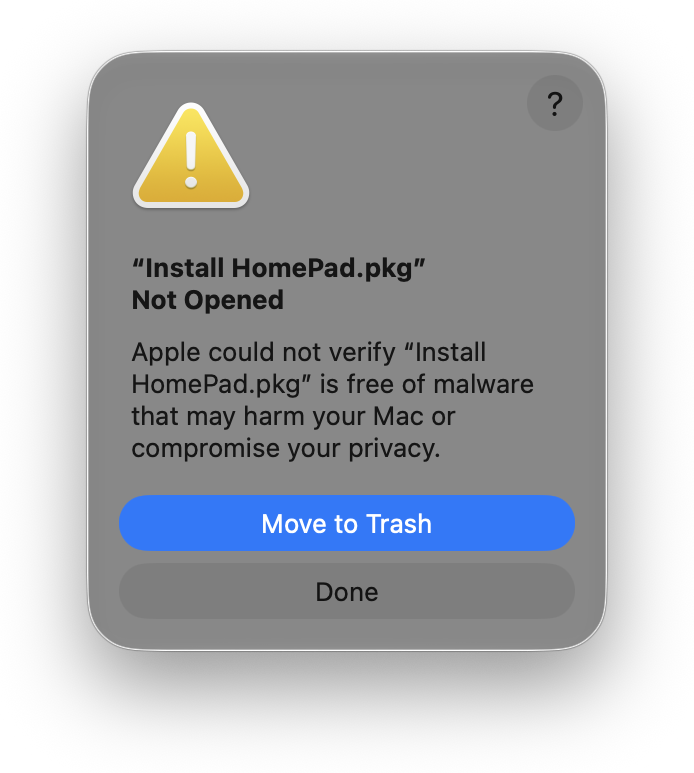 ?
“Install HomePad.pkg”
Not Opened
Apple could not verify “Install
HomePad.pkg” is free of malware
that may harm your Mac or
compromise your privacy.
Move to Trash
Done